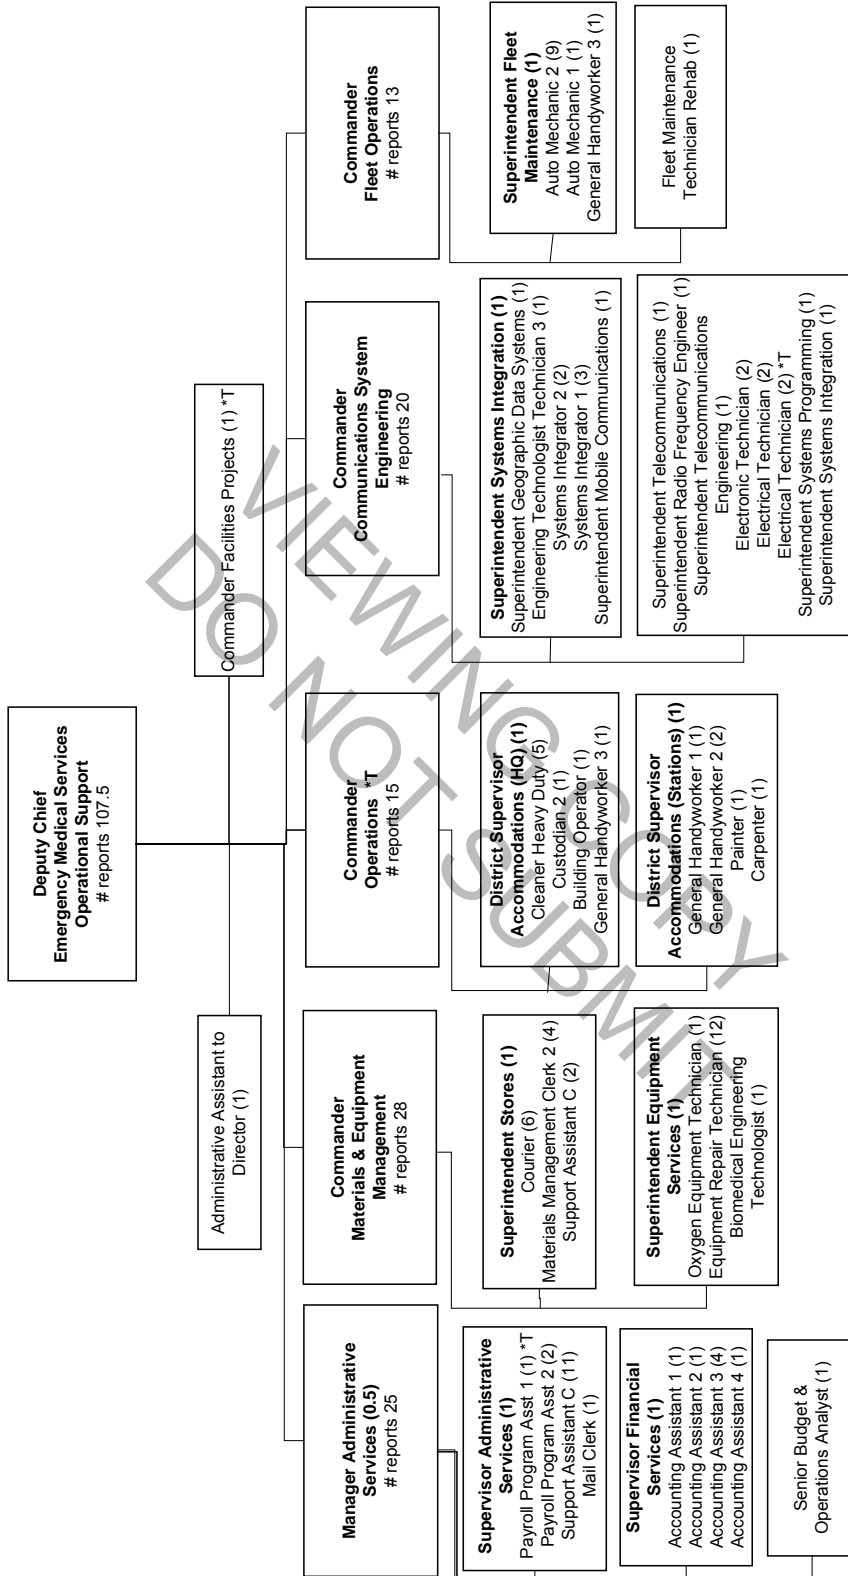 Deputy Chief
Emergency Medical Services
Operational Support
# reports 107.5
Administrative Assistant to
Director (1)
Commander Facilities Projects (1) *T
Manager Administrative
Services (0.5)
# reports 25
Supervisor Administrative
Services (1)
Payroll Program Asst 1 (1) *T
Payroll Program Asst 2 (2)
Support Assistant C (11)
Mail Clerk (1)
Supervisor Financial
Services (1)
Accounting Assistant 1 (1)
Accounting Assistant 2 (1)
Accounting Assistant 3 (4)
Accounting Assistant 4 (1)
Senior Budget &
Operations Analyst (1)
Commander
Materials & Equipment
Management
# reports 28
Superintendent Stores (1)
Courier (6)
Materials Management Clerk 2 (4)
Support Assistant C (2)
Superintendent Equipment
Services (1)
Oxygen Equipment Technician (1)
Equipment Repair Technician (12)
Biomedical Engineering
Technologist (1)
Commander
Operations *T
# reports 15
District Supervisor
Accommodations (HQ) (1)
Cleaner Heavy Duty (5)
Custodian 2 (1)
Building Operator (1)
General Handyworker 3 (1)
District Supervisor
Accommodations (Stations) (1)
General Handyworker 1 (1)
General Handyworker 2 (2)
Painter (1)
Carpenter (1)
Commander
Communications System
Engineering
# reports 20
Superintendent Systems Integration (1)
Superintendent Geographic Data Systems (1)
Engineering Technologist Technician 3 (1)
Systems Integrator 2 (2)
Systems Integrator 1 (3)
Superintendent Mobile Communications (1)
Superintendent Telecommunications (1)
Superintendent Radio Frequency Engineer (1)
Superintendent Telecommunications
Engineering (1)
Electronic Technician (2)
Electrical Technician (2)
Electrical Technician (2) *T
Superintendent Systems Programming (1)
Superintendent Systems Integration (1)
Commander
Fleet Operations
# reports 13
Superintendent Fleet
Maintenance (1)
Auto Mechanic 2 (9)
Auto Mechanic 1 (1)
General Handyworker 3 (1)
Fleet Maintenance
Technician Rehab (1)
VIEWING COPY
DO NOT SUBMIT